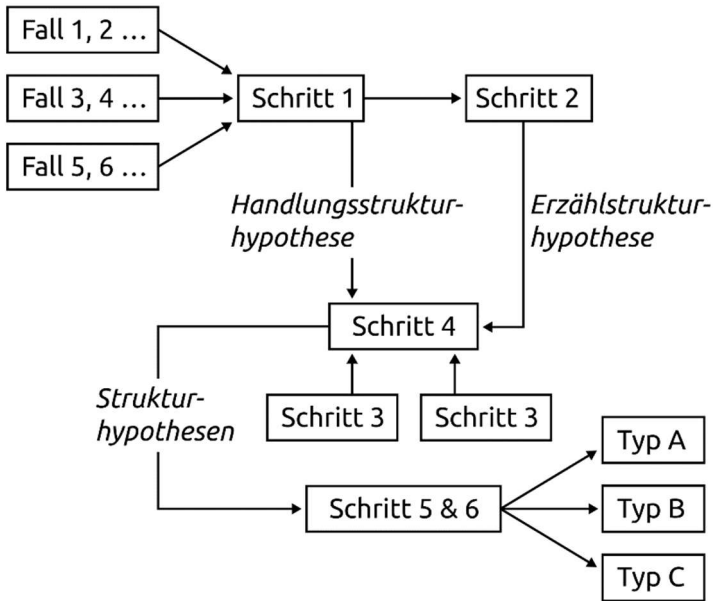 Fall 1, 2 …
Fall 3, 4 …
Schritt 1
Schritt 2
Fall 5, 6 …
Handlungsstruktur-
hypothese
Erzählstruktur-
hypothese
Schritt 4
Struktur-
hypothesen
Schritt 3
Schritt 3
Typ A
Schritt 5 & 6
Typ B
Typ C